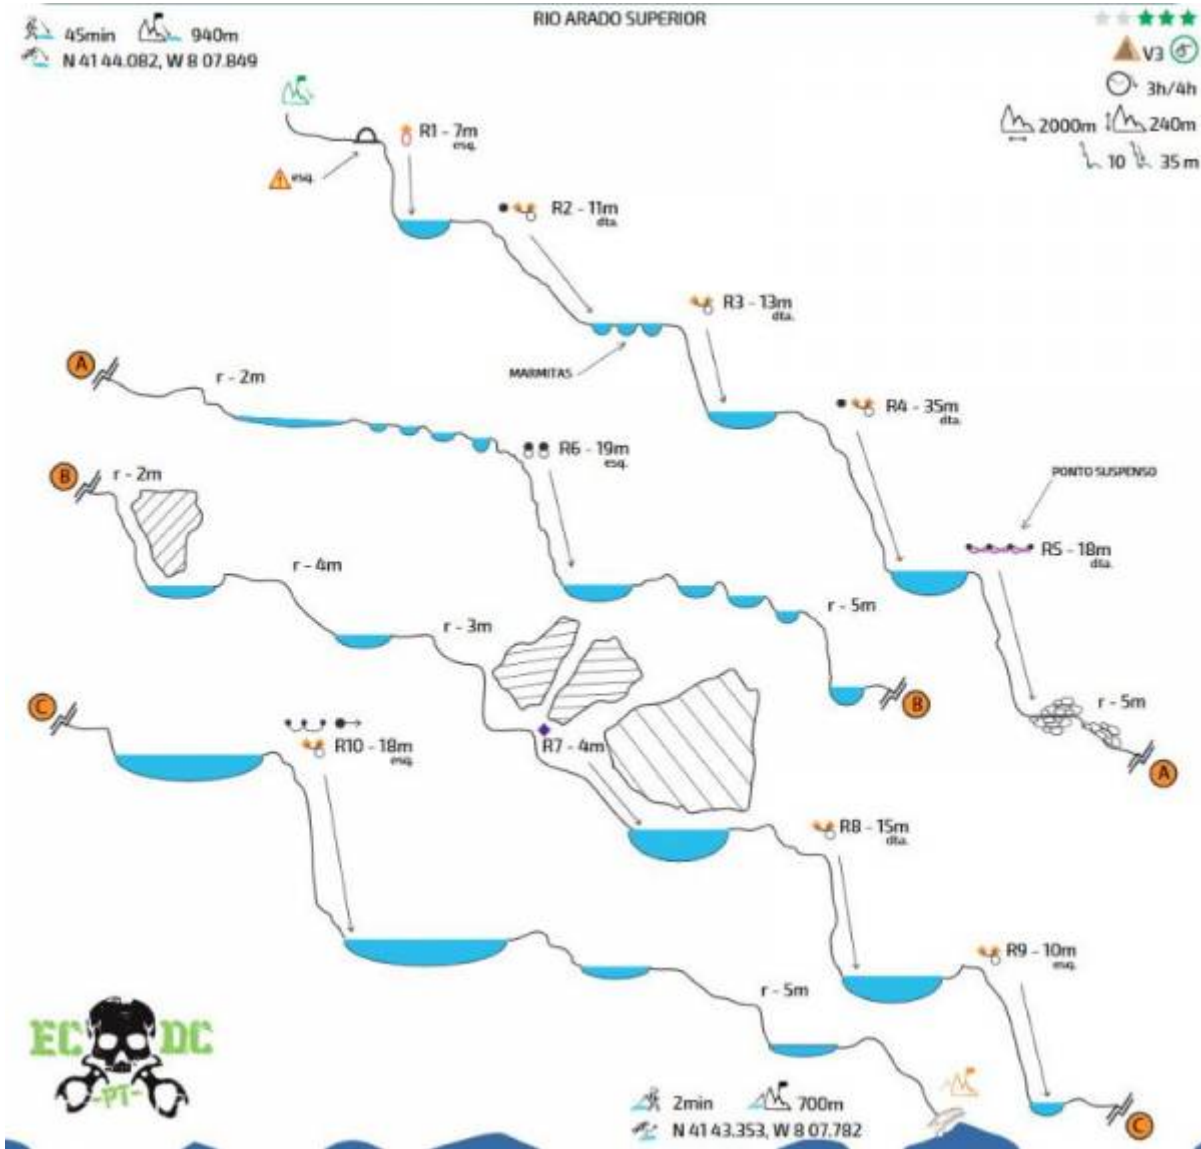 RIO ARADO SUPERIOR
45min 940m
N 41 44.082, W 8 07.849
V3
3h/4h
2000m 240m
10 35 m
R1 - 7m
esq.
esq.
R2 - 11m
dta.
R3 - 13m
dta.
MARMITAS
R4 - 35m
dta.
PONTO SUSPENSO
R5 - 18m
dta.
r - 5m
A
A
r - 2m
R6 - 19m
esq.
r - 5m
B
B
r - 2m
r - 4m
r - 3m
R7 - 4m
R8 - 15m
dta.
R9 - 10m
esq.
C
C
R10 - 18m
esq.
r - 5m
2min 700m
N 41 43.353, W 8 07.782
EC DC
-PT-